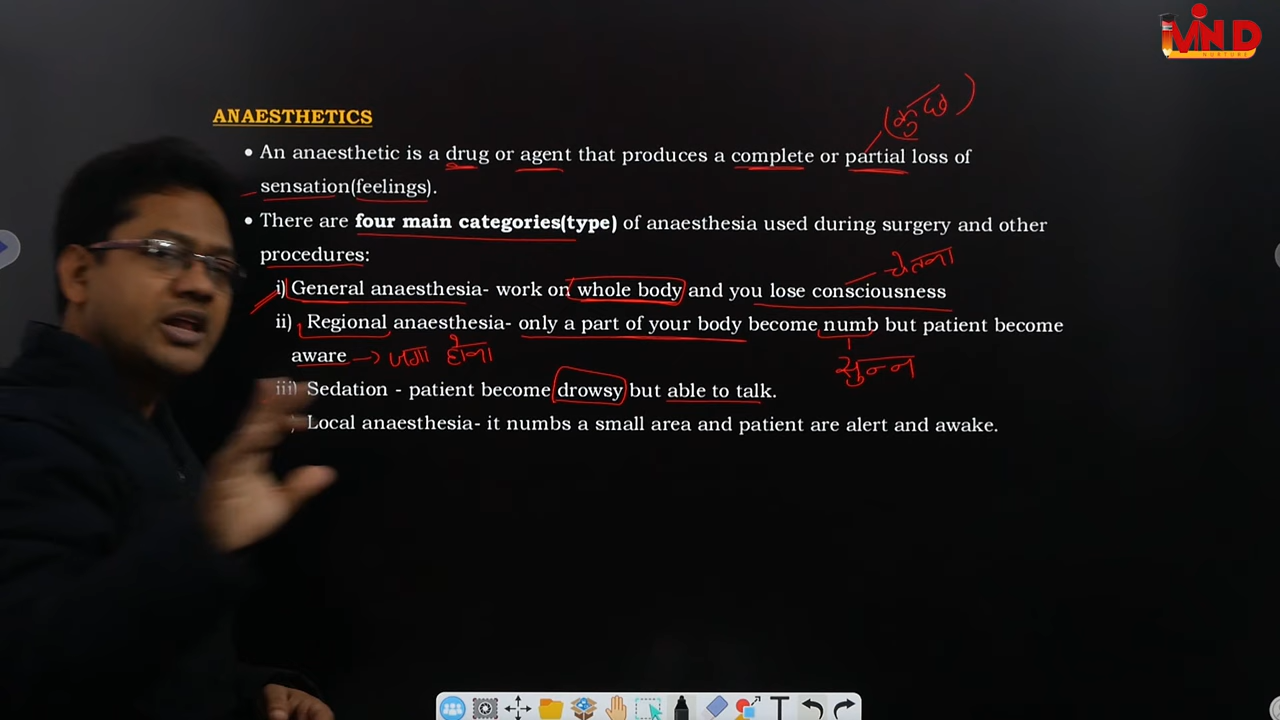 MIND
NURTURE
ANAESTHETICS
(कुछ)
• An anaesthetic is a drug or agent that produces a complete or partial loss of
sensation(feelings).
• There are four main categories(type) of anaesthesia used during surgery and other
procedures:
चेतना
i) General anaesthesia- work on whole body and you lose consciousness
ii) Regional anaesthesia- only a part of your body become numb but patient become
aware → जगा होना
सुन्न
iii) Sedation - patient become drowsy but able to talk.
) Local anaesthesia- it numbs a small area and patient are alert and awake.